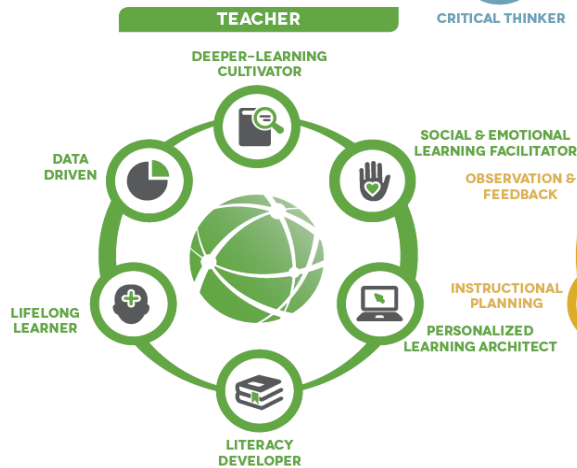 TEACHER
CRITICAL THINKER
DEEPER-LEARNING
CULTIVATOR
SOCIAL & EMOTIONAL
LEARNING FACILITATOR
DATA
DRIVEN
OBSERVATION &
FEEDBACK
INSTRUCTIONAL
PLANNING
LIFELONG
LEARNER
PERSONALIZED
LEARNING ARCHITECT
LITERACY
DEVELOPER